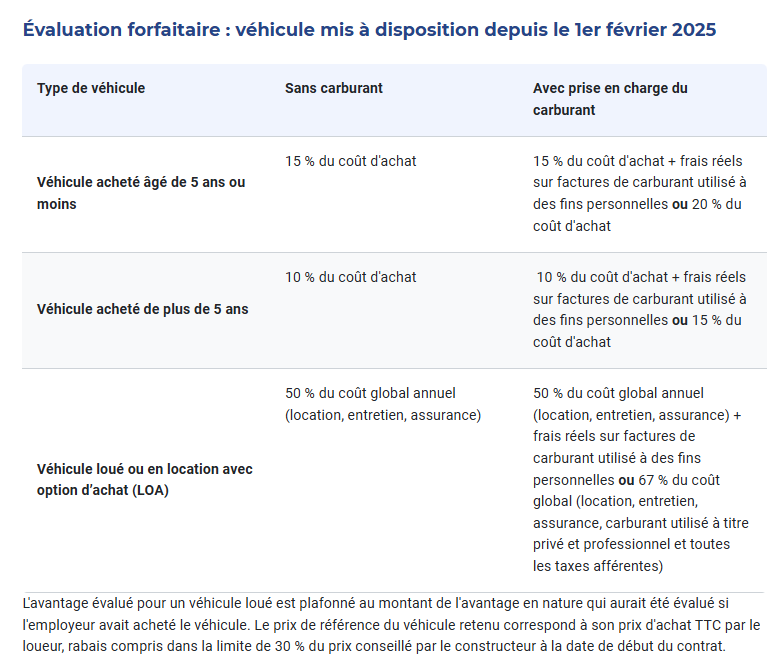 Évaluation forfaitaire : véhicule mis à disposition depuis le 1er février 2025
Type de véhicule
Sans carburant
Avec prise en charge du
carburant
Véhicule acheté âgé de 5 ans ou
moins
15 % du coût d'achat
15 % du coût d'achat + frais réels
sur factures de carburant utilisé à
des fins personnelles ou 20 % du
coût d'achat
Véhicule acheté de plus de 5 ans
10 % du coût d'achat
10 % du coût d'achat + frais réels
sur factures de carburant utilisé à
des fins personnelles ou 15 % du
coût d'achat
Véhicule loué ou en location avec
option d’achat (LOA)
50 % du coût global annuel
(location, entretien, assurance)
50 % du coût global annuel
(location, entretien, assurance) +
frais réels sur factures de
carburant utilisé à des fins
personnelles ou 67 % du coût
global (location, entretien,
assurance, carburant utilisé à titre
privé et professionnel et toutes
les taxes afférentes)
L'avantage évalué pour un véhicule loué est plafonné au montant de l'avantage en nature qui aurait été évalué si
l'employeur avait acheté le véhicule. Le prix de référence du véhicule retenu correspond à son prix d'achat TTC par le
loueur, rabais compris dans la limite de 30 % du prix conseillé par le constructeur à la date de début du contrat.